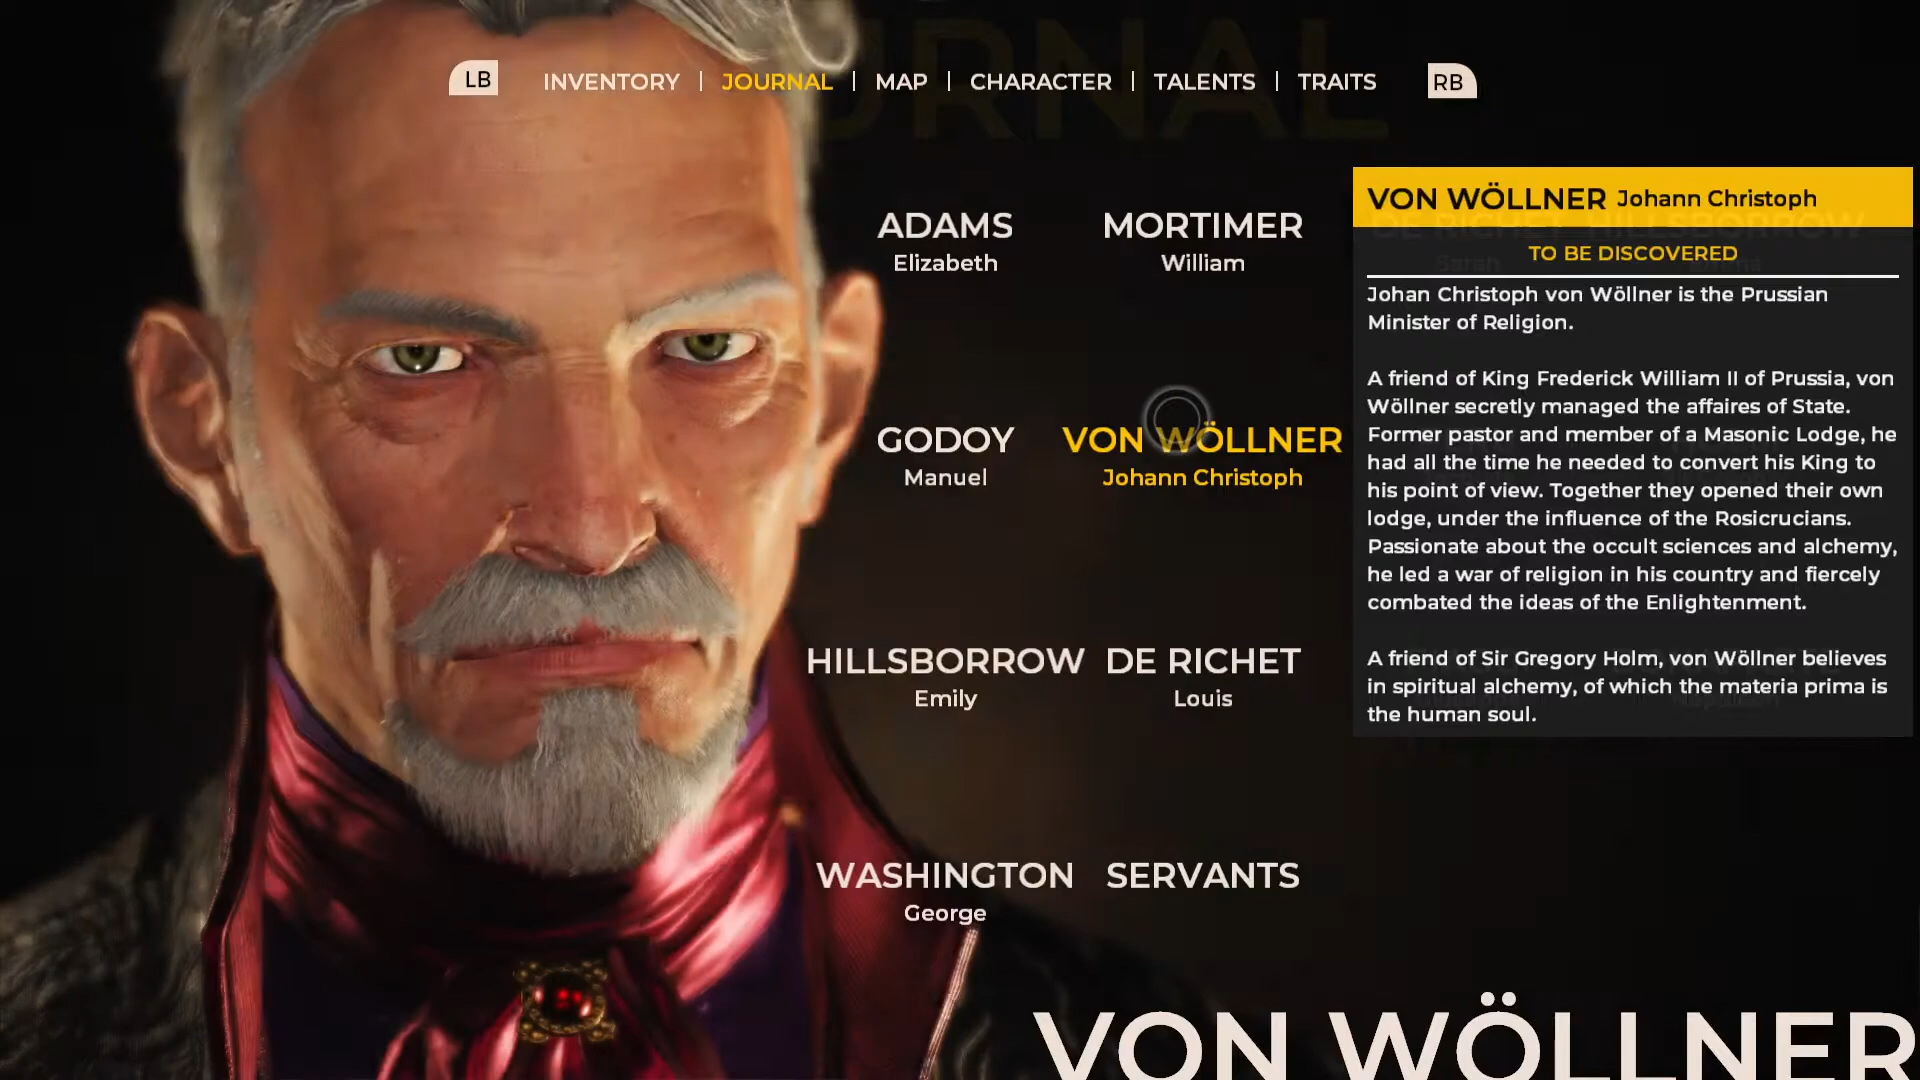 JOURNAL
LB INVENTORY | JOURNAL | MAP | CHARACTER | TALENTS | TRAITS RB
ADAMS
Elizabeth
MORTIMER
William
GODOY
Manuel
VON WÖLLNER
Johann Christoph
HILLSBORROW
Emily
DE RICHET
Louis
WASHINGTON
George
SERVANTS
VON WÖLLNER Johann Christoph
DE RICHET HILLSBORROW
Sarah
TO BE DISCOVERED
Johan Christoph von Wöllner is the Prussian
Minister of Religion.
A friend of King Frederick William II of Prussia, von
Wöllner secretly managed the affaires of State.
Former pastor and member of a Masonic Lodge, he
had all the time he needed to convert his King to
his point of view. Together they opened their own
lodge, under the influence of the Rosicrucians.
Passionate about the occult sciences and alchemy,
he led a war of religion in his country and fiercely
combated the ideas of the Enlightenment.
A friend of Sir Gregory Holm, von Wöllner believes
in spiritual alchemy, of which the materia prima is
the human soul.
VON WÖLLNER